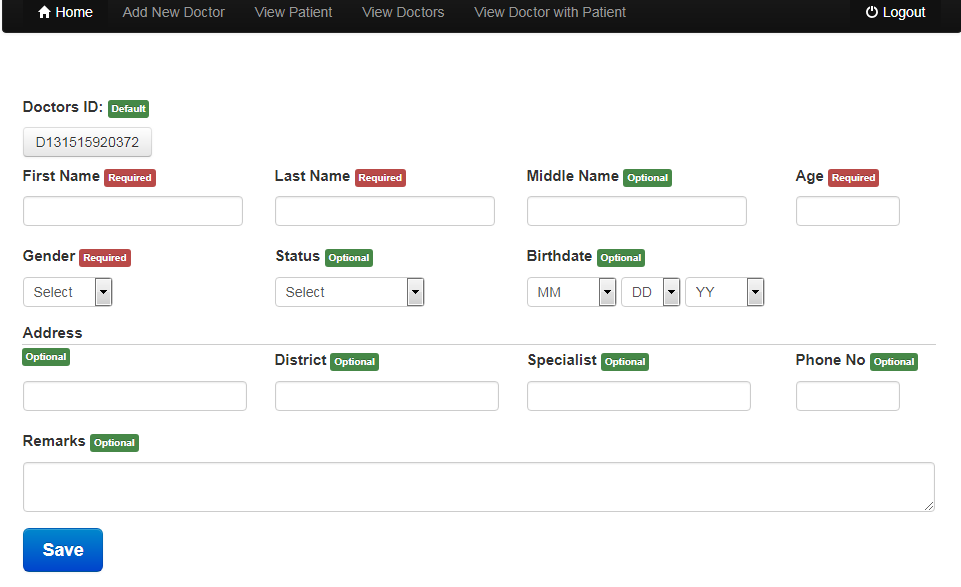 Home Add New Doctor View Patient View Doctors View Doctor with Patient Logout
Doctors ID: Default
D131515920372
First Name Required Last Name Required Middle Name Optional Age Required
Gender Required Status Optional Birthdate Optional
Select Select MM DD YY
Address
Optional District Optional Specialist Optional Phone No Optional
Remarks Optional
Save